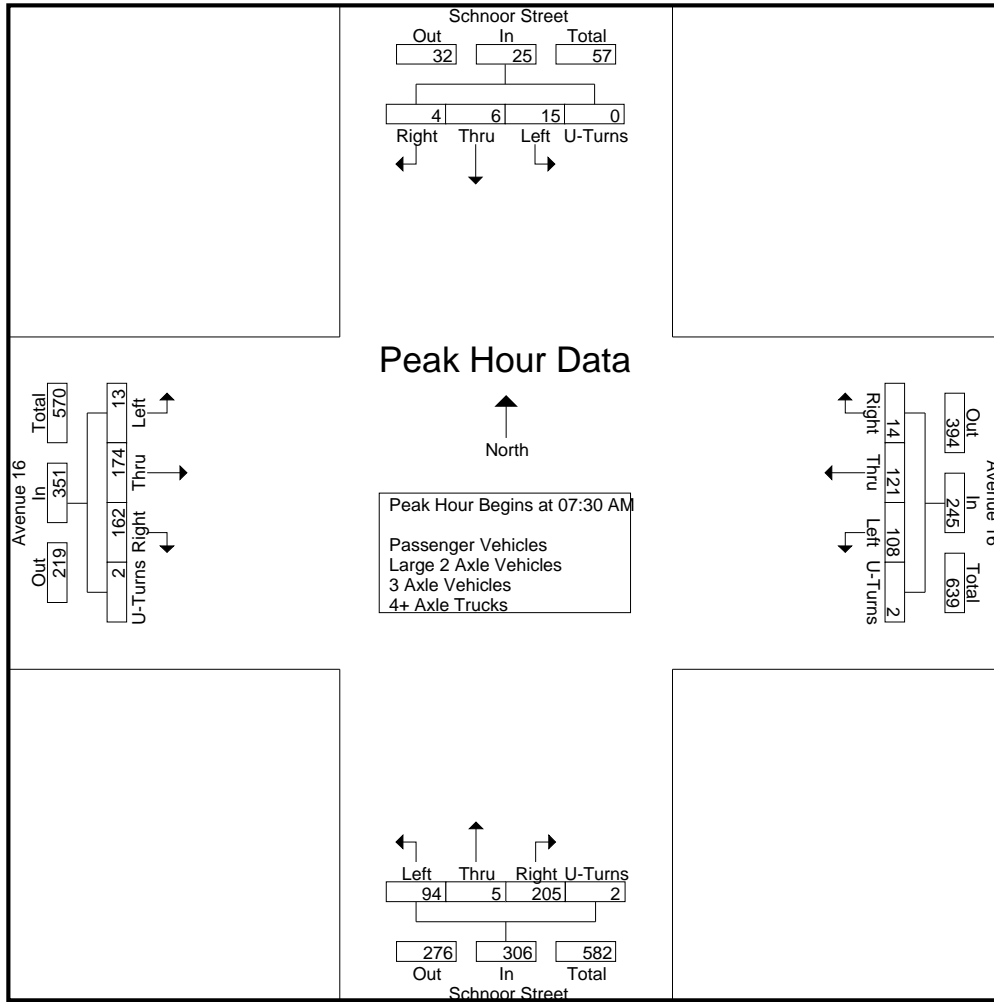 Schnoor Street
Out In Total
32 25 57
4 6 15 0
Right Thru Left U-Turns
Peak Hour Data
North
Peak Hour Begins at 07:30 AM
Passenger Vehicles
Large 2 Axle Vehicles
3 Axle Vehicles
4+ Axle Trucks
Avenue 16
Total In Out
570 351 219
13 174 162 2
Left Thru Right U-Turns
Right Thru Left U-Turns
14 121 108 2
Out In Total
394 245 639
Avenue 16
Left Thru Right U-Turns
94 5 205 2
276 306 582
Out In Total
Schnoor Street